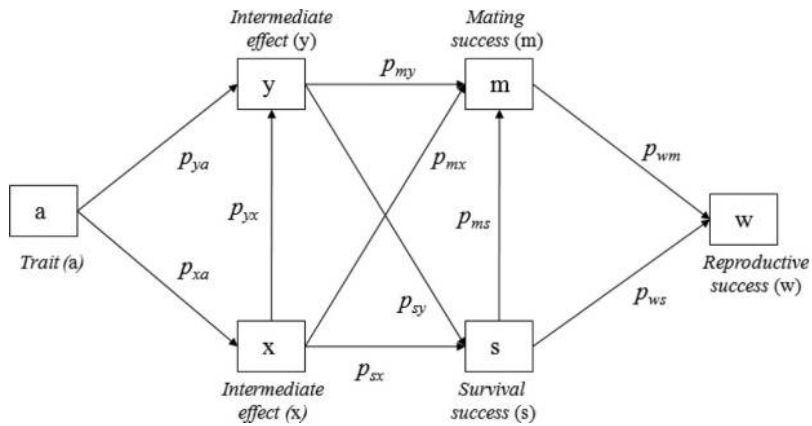 Intermediate
effect (y)
Mating
success (m)
y
p_my
m
p_ya
p_mx
p_wm
a
p_yx
p_ms
w
Trait (a)
p_xa
Reproductive
success (w)
p_sy
p_ws
x
s
p_sx
Intermediate
effect (x)
Survival
success (s)